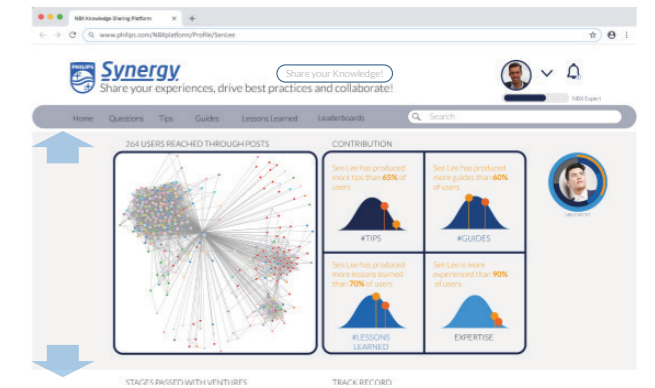 NBX Knowledge Sharing Platform
www.philips.com/NBXplatform/Profile/SenLee
PHILIPS
Synergy
Share your Knowledge!
Share your experiences, drive best practices and collaborate!
NBX Expert
Home Questions Tips Guides Lessons Learned Leaderboards Search
264 USERS REACHED THROUGH POSTS
CONTRIBUTION
Sen Lee has produced
more tips than 65% of
users
#TIPS
Sen Lee has produced
more guides than 60%
of users
#GUIDES
Sen Lee has produced
more lessons learned
than 70% of users
#LESSONS
LEARNED
Sen Lee is more
experienced than 90%
of users
EXPERTISE
NBX EXPERT
STAGES PASSED WITH VENTURES
TRACK RECORD